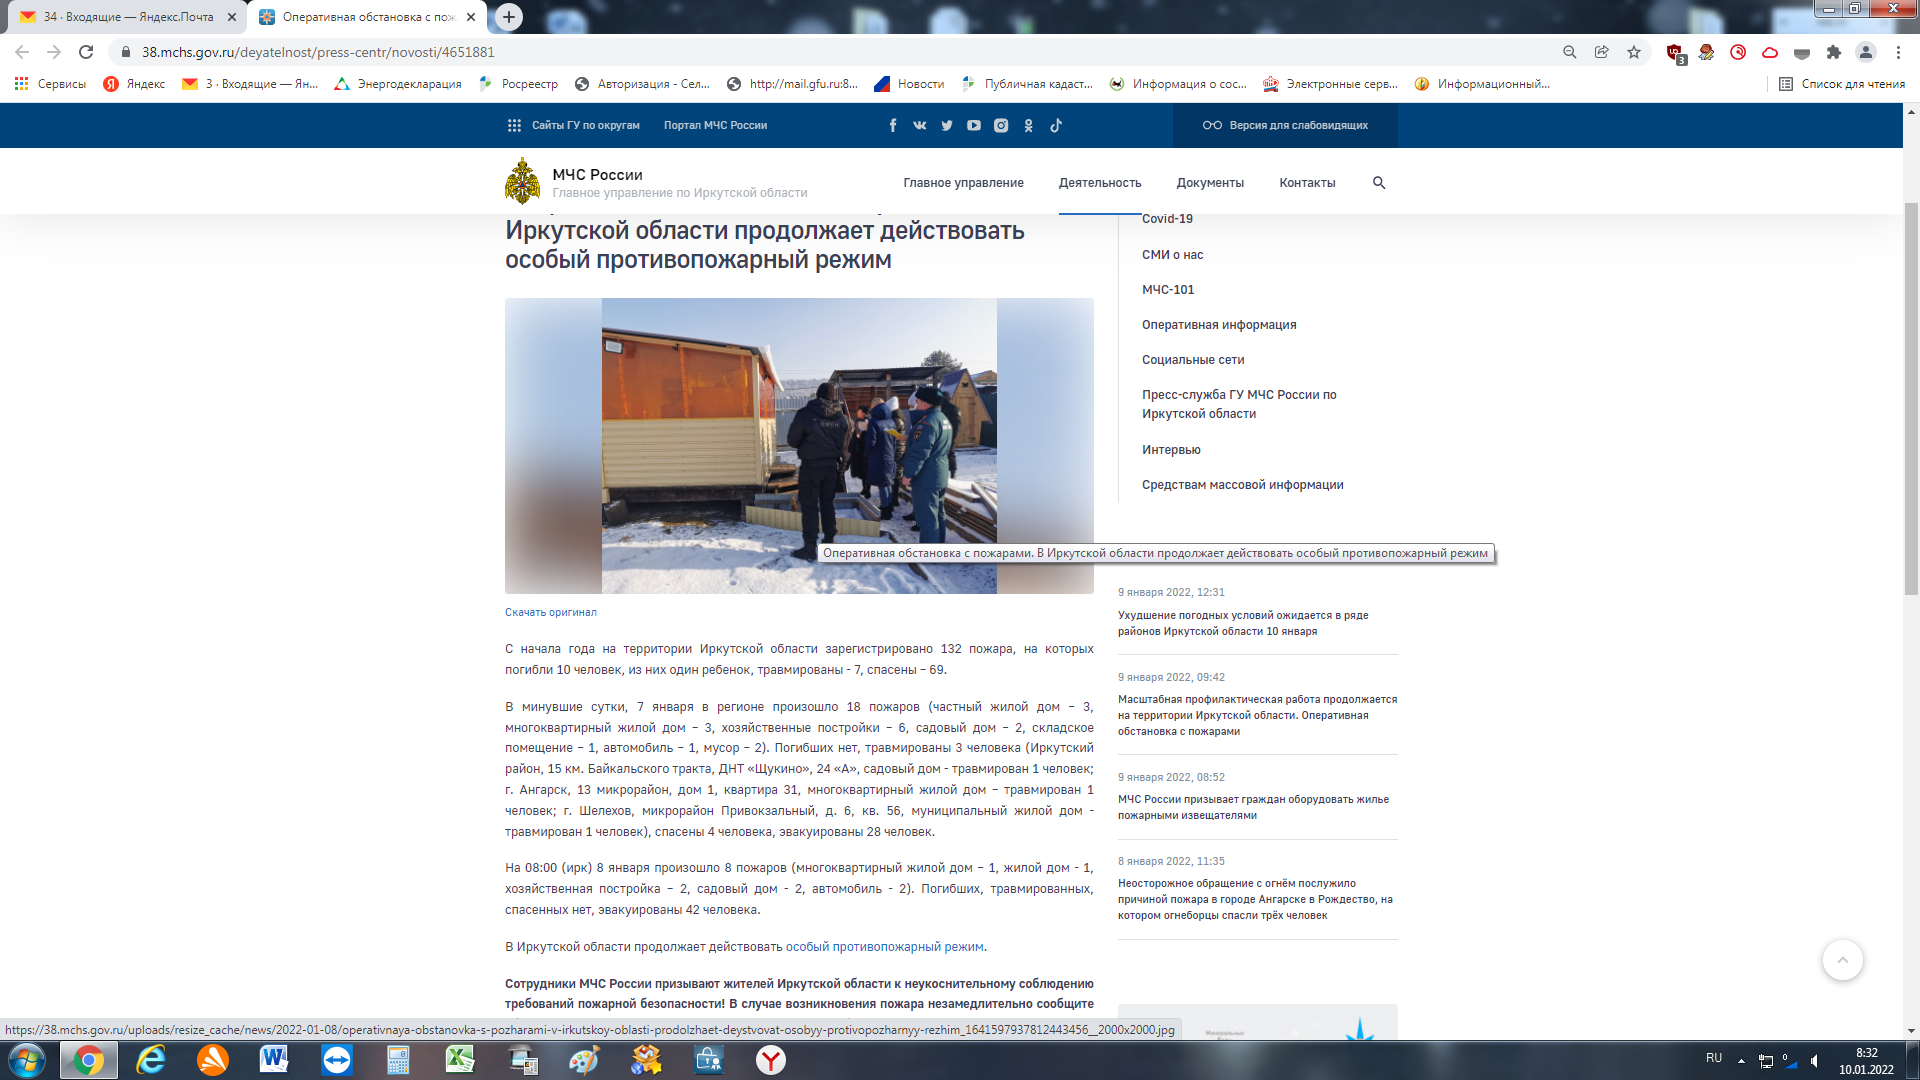 34 · Входящие — Яндекс.Почта
Оперативная обстановка с пож
38.mchs.gov.ru/deyatelnost/press-centr/novosti/4651881
3
Сервисы
Яндекс
3 · Входящие — Ян...
Энергодекларация
Росреестр
Авторизация - Сел...
http://mail.gfu.ru:8...
Новости
Публичная кадаст...
Информация о сос...
Электронные серв...
Информационный...
Список для чтения
Сайты ГУ по округам
Портал МЧС России
Версия для слабовидящих
МЧС России
Главное управление по Иркутской области
Главное управление
Деятельность
Документы
Контакты
Иркутской области продолжает действовать
особый противопожарный режим
Скачать оригинал
С начала года на территории Иркутской области зарегистрировано 132 пожара, на которых
погибли 10 человек, из них один ребенок, травмированы - 7, спасены – 69.
В минувшие сутки, 7 января в регионе произошло 18 пожаров (частный жилой дом – 3,
многоквартирный жилой дом – 3, хозяйственные постройки – 6, садовый дом – 2, складское
помещение – 1, автомобиль – 1, мусор – 2). Погибших нет, травмированы 3 человека (Иркутский
район, 15 км. Байкальского тракта, ДНТ «Щукино», 24 «А», садовый дом - травмирован 1 человек;
г. Ангарск, 13 микрорайон, дом 1, квартира 31, многоквартирный жилой дом – травмирован 1
человек; г. Шелехов, микрорайон Привокзальный, д. 6, кв. 56, муниципальный жилой дом -
травмирован 1 человек), спасены 4 человека, эвакуированы 28 человек.
На 08:00 (ирк) 8 января произошло 8 пожаров (многоквартирный жилой дом – 1, жилой дом - 1,
хозяйственная постройка – 2, садовый дом - 2, автомобиль - 2). Погибших, травмированных,
спасенных нет, эвакуированы 42 человека.
В Иркутской области продолжает действовать особый противопожарный режим.
Сотрудники МЧС России призывают жителей Иркутской области к неукоснительному соблюдению
требований пожарной безопасности! В случае возникновения пожара незамедлительно сообщите
Covid-19
СМИ о нас
МЧС-101
Оперативная информация
Социальные сети
Пресс-служба ГУ МЧС России по
Иркутской области
Интервью
Средствам массовой информации
Оперативная обстановка с пожарами. В Иркутской области продолжает действовать особый противопожарный режим
9 января 2022, 12:31
Ухудшение погодных условий ожидается в ряде
районов Иркутской области 10 января
9 января 2022, 09:42
Масштабная профилактическая работа продолжается
на территории Иркутской области. Оперативная
обстановка с пожарами
9 января 2022, 08:52
МЧС России призывает граждан оборудовать жилье
пожарными извещателями
8 января 2022, 11:35
Неосторожное обращение с огнём послужило
причиной пожара в городе Ангарске в Рождество, на
котором огнеборцы спасли трёх человек
https://38.mchs.gov.ru/uploads/resize_cache/news/2022-01-08/operativnaya-obstanovka-s-pozharami-v-irkutskoy-oblasti-prodolzhaet-deystvovat-osobyy-protivopozharnyy-rezhim_1641597937812443456__2000x2000.jpg
RU
8:32
10.01.2022